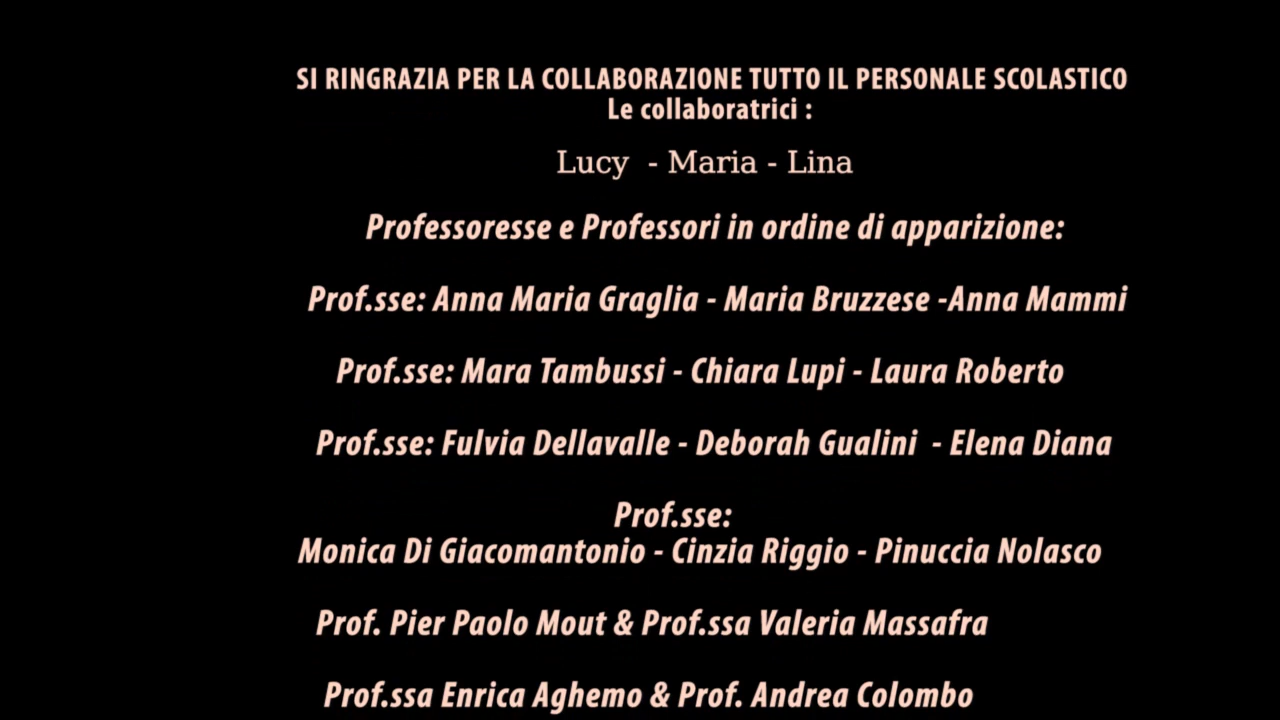 SI RINGRAZIA PER LA COLLABORAZIONE TUTTO IL PERSONALE SCOLASTICO
Le collaboratrici :
Lucy - Maria - Lina
Professoresse e Professori in ordine di apparizione:
Prof.sse: Anna Maria Graglia - Maria Bruzzese -Anna Mammi
Prof.sse: Mara Tambussi - Chiara Lupi - Laura Roberto
Prof.sse: Fulvia Dellavalle - Deborah Gualini - Elena Diana
Prof.sse:
Monica Di Giacomantonio - Cinzia Riggio - Pinuccia Nolasco
Prof. Pier Paolo Mout & Prof.ssa Valeria Massafra
Prof.ssa Enrica Aghemo & Prof. Andrea Colombo